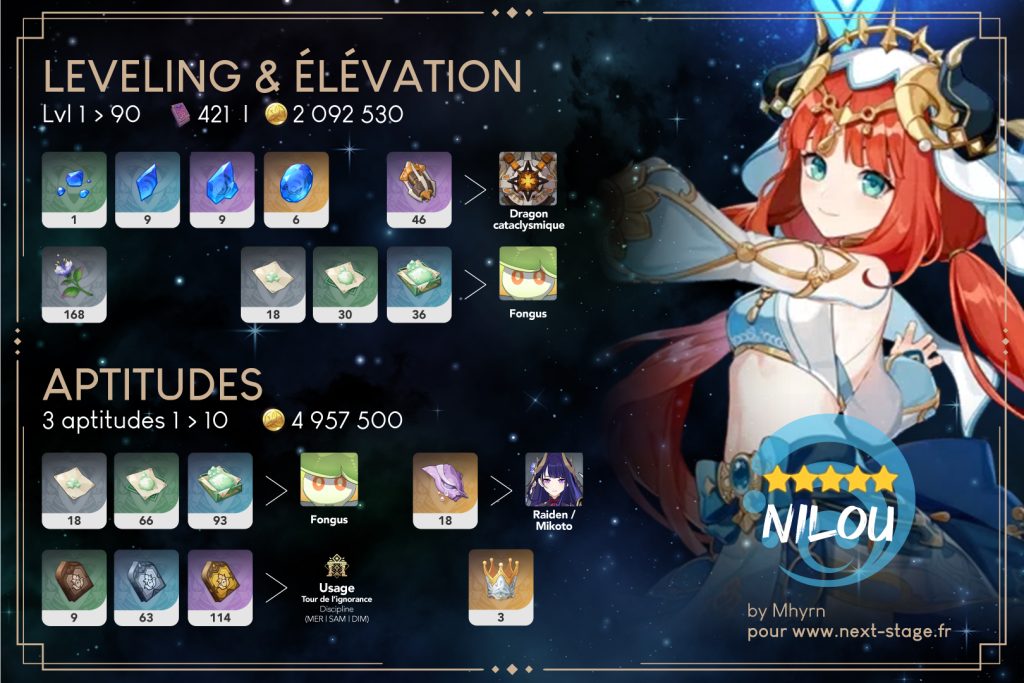 LEVELING & ÉLÉVATION
Lvl 1 > 90 421 | 2 092 530
1 9 9 6 46
Dragon
cataclysmique
168 18 30 36
Fongus
APTITUDES
3 aptitudes 1 > 10 4 957 500
18 66 93
Fongus
18
Raiden /
Mikoto
9 63 114
Usage
Tour de l'ignorance
Discipline
(MER | SAM | DIM)
3
NILOU
by Mhyrn
pour www.next-stage.fr